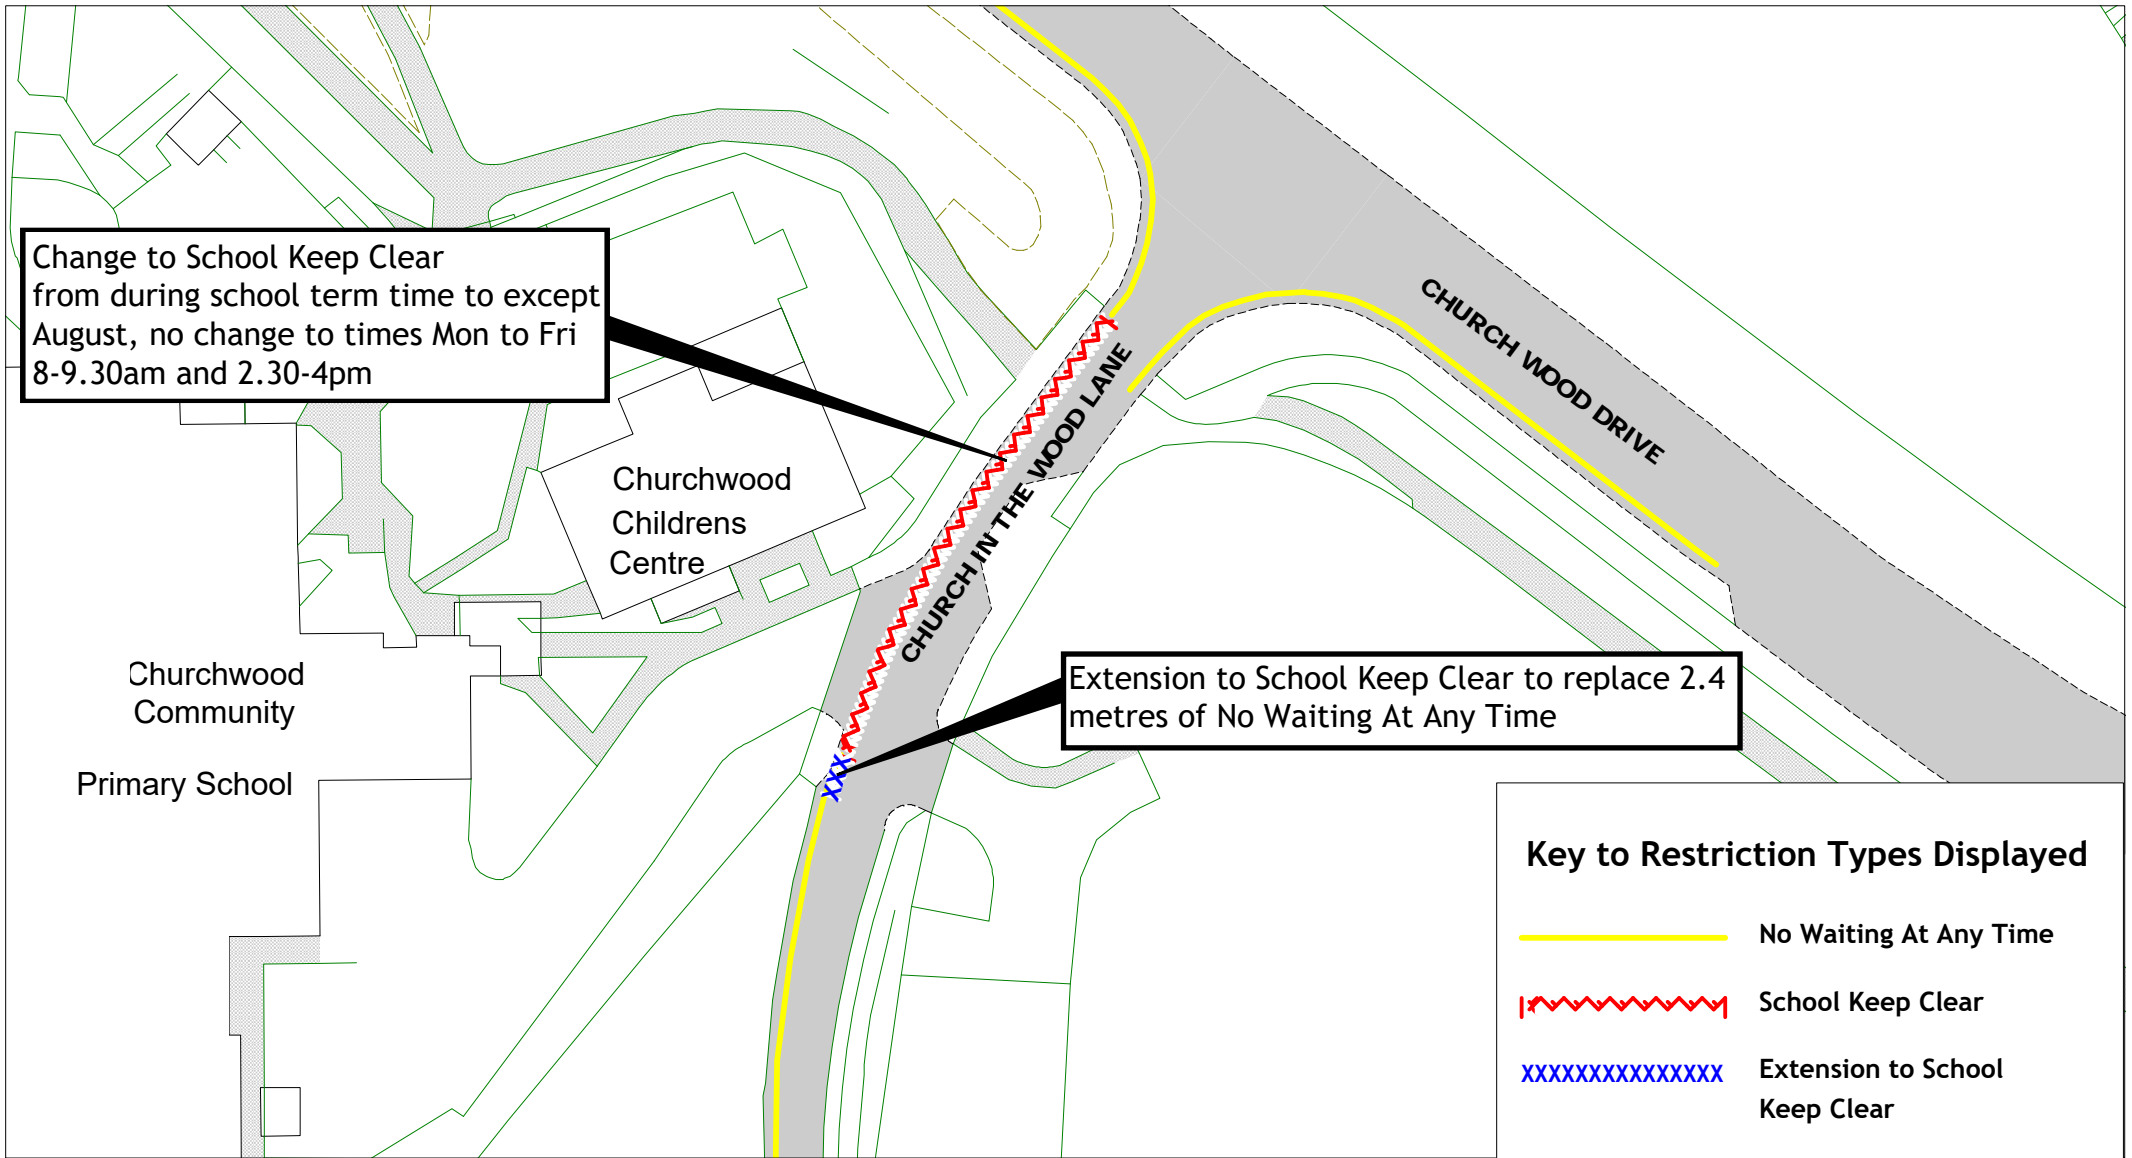 Change to School Keep Clear
from during school term time to except
August, no change to times Mon to Fri
8-9.30am and 2.30-4pm
CHURCH WOOD DRIVE
CHURCH IN THE WOOD LANE
Churchwood
Childrens
Centre
Churchwood
Community
Primary School
Extension to School Keep Clear to replace 2.4
metres of No Waiting At Any Time
XXX
Key to Restriction Types Displayed
No Waiting At Any Time
School Keep Clear
XXXXXXXXXXXXXXX Extension to School
Keep Clear